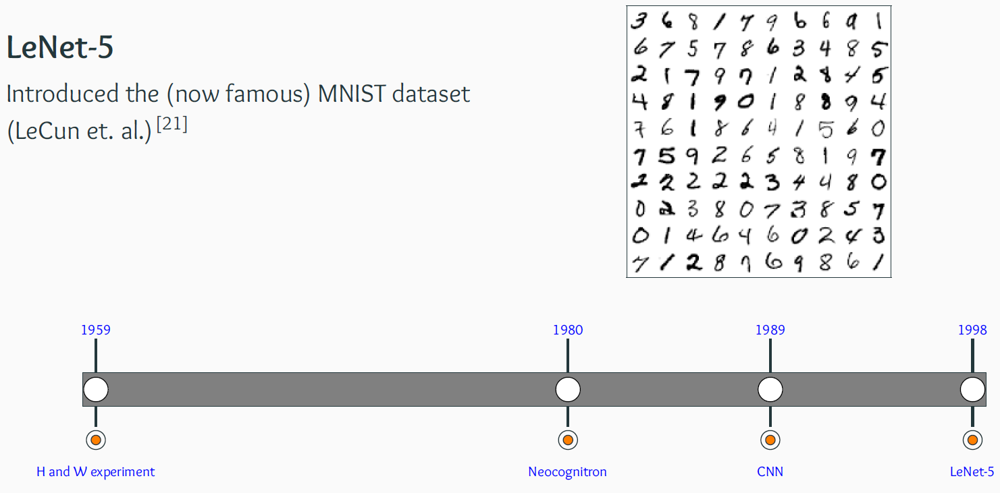 LeNet-5
Introduced the (now famous) MNIST dataset
(LeCun et. al.) [21]
3 6 8 1 7 9 6 6 9 1
6 7 5 7 8 6 3 4 8 5
2 1 7 9 7 1 2 8 4 5
4 8 1 9 0 1 8 8 9 4
7 6 1 8 6 4 1 5 6 0
7 5 9 2 6 5 8 1 9 7
2 2 2 2 2 3 4 4 8 0
0 2 3 8 0 7 3 8 5 7
0 1 4 6 4 6 0 2 4 3
7 1 2 8 7 6 9 8 6 1
1959 1980 1989 1998
H and W experiment Neocognitron CNN LeNet-5